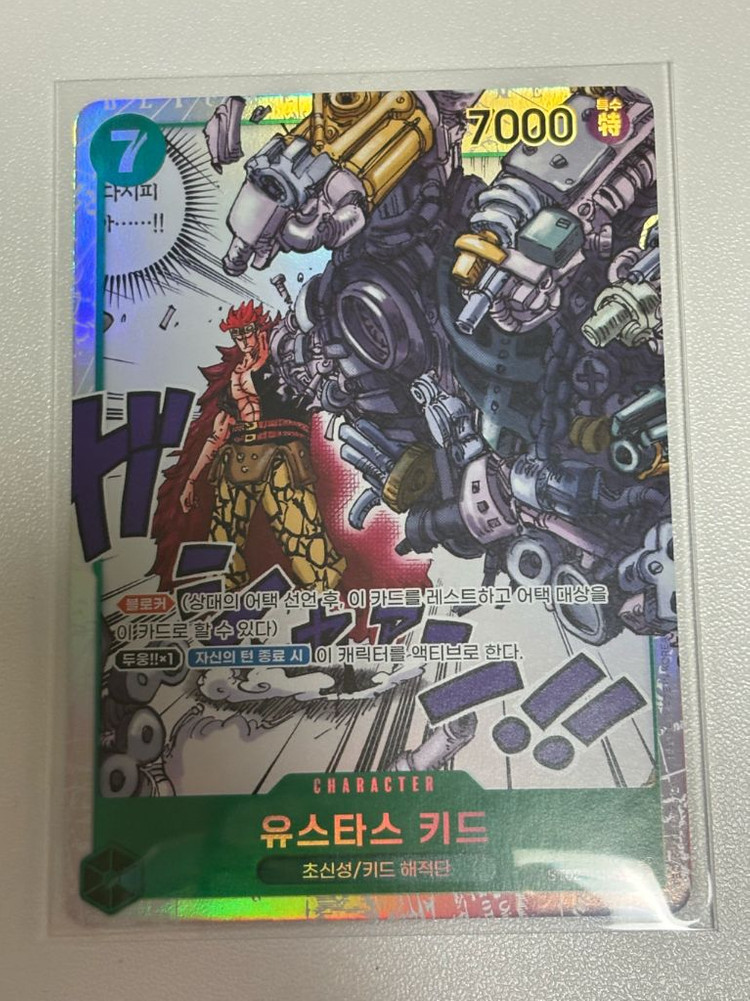 7
7000
특수
特
다시피
……!!
블로커 (상대의 어택 선언 후, 이 카드를 레스트하고 어택 대상을
이 카드로 할 수 있다)
두웅!!×1 자신의 턴 종료 시 이 캐릭터를 액티브로 한다.
CHARACTER
유스타스 키드
초신성/키드 해적단